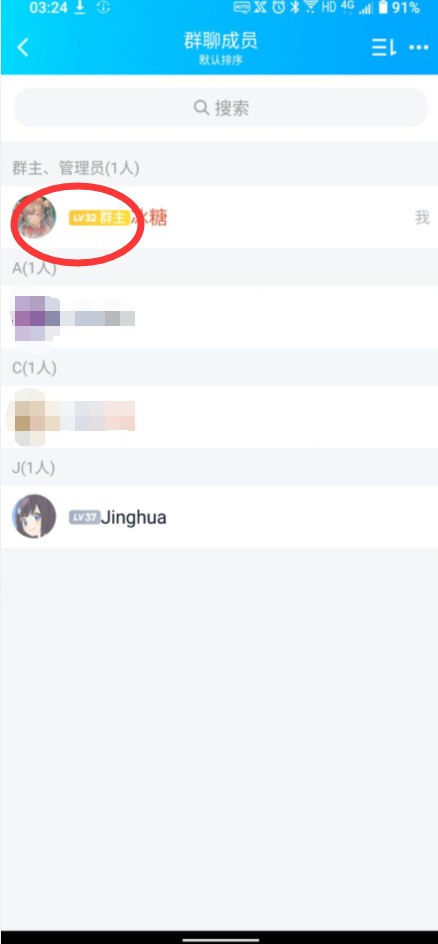 03:24 HD 4G 91%
群聊成员
默认排序
搜索
群主、管理员(1人)
LV32 群主 冰糖 我
A(1人)
C(1人)
J(1人)
LV37 Jinghua